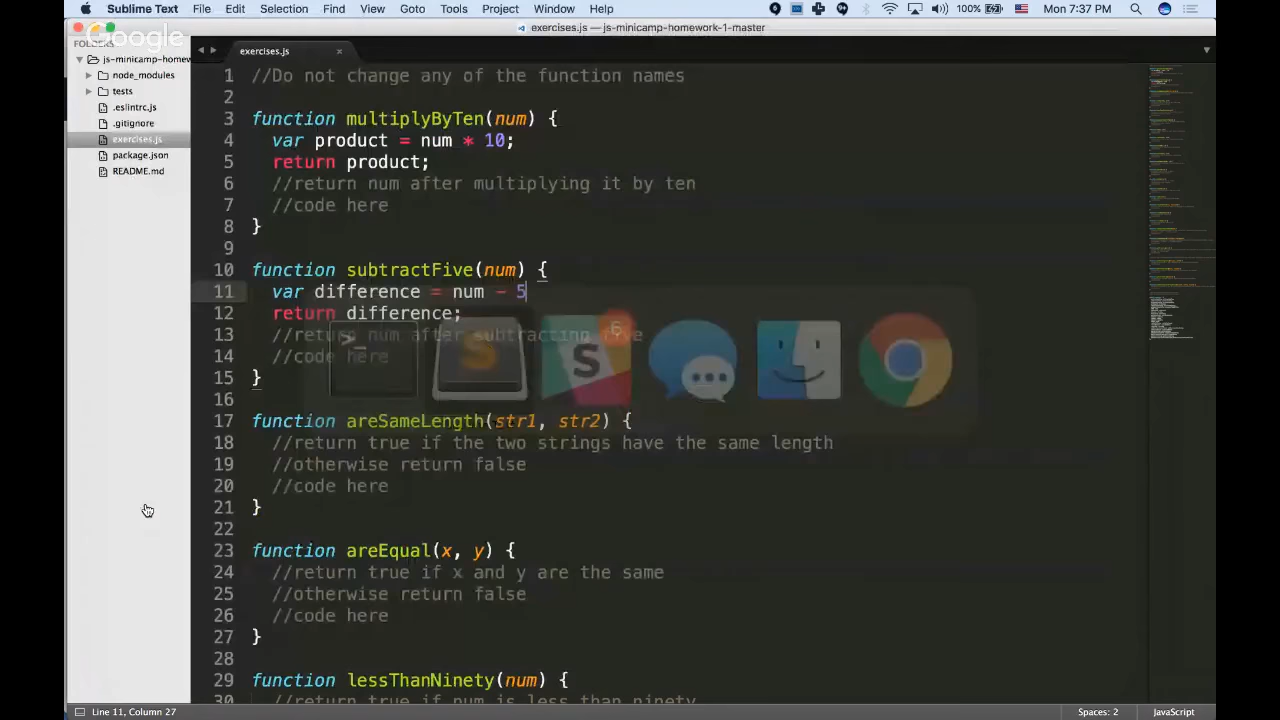 Sublime Text File Edit Selection Find View Goto Tools Project Window Help 100% Mon 7:37 PM
exercises.js — js-minicamp-homework-1-master
Google
FOLDERS
js-minicamp-homew
node_modules
tests
.eslintrc.js
.gitignore
exercises.js
package.json
README.md
exercises.js
1 //Do not change any of the function names
2
3 function multiplyByTen(num) {
4 var product = num * 10;
5 return product;
6 //return num after multiplying it by ten
7 //code here
8 }
9
10 function subtractFive(num) {
11 var difference = num - 5
12 return difference;
13 //return num after subtracting five
14 //code here
15 }
16
17 function areSameLength(str1, str2) {
18 //return true if the two strings have the same length
19 //otherwise return false
20 //code here
21 }
22
23 function areEqual(x, y) {
24 //return true if x and y are the same
25 //otherwise return false
26 //code here
27 }
28
29 function lessThanNinety(num) {
30 //return true if num is less than ninety
6
S
S
Line 11, Column 27 Spaces: 2 JavaScript